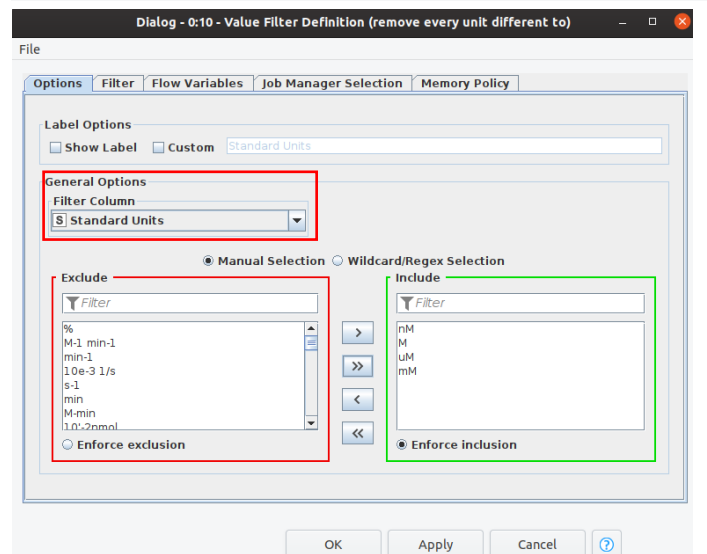 Dialog - 0:10 - Value Filter Definition (remove every unit different to)
File
Options Filter Flow Variables Job Manager Selection Memory Policy
Label Options
Show Label Custom Standard Units
General Options
Filter Column
S Standard Units
Manual Selection Wildcard/Regex Selection
Exclude Include
Filter Filter
% nM
M-1 min-1 M
min-1 uM
10e-3 1/s mM
s-1
min
M-min
10'-2nmol
Enforce exclusion Enforce inclusion
OK Apply Cancel ?